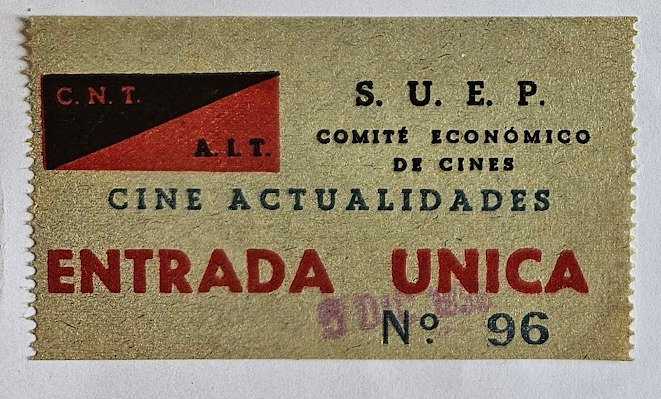 C. N. T.
A. I. T.
S. U. E. P.
COMITÉ ECONÓMICO
DE CINES
CINE ACTUALIDADES
ENTRADA UNICA
Nº 96